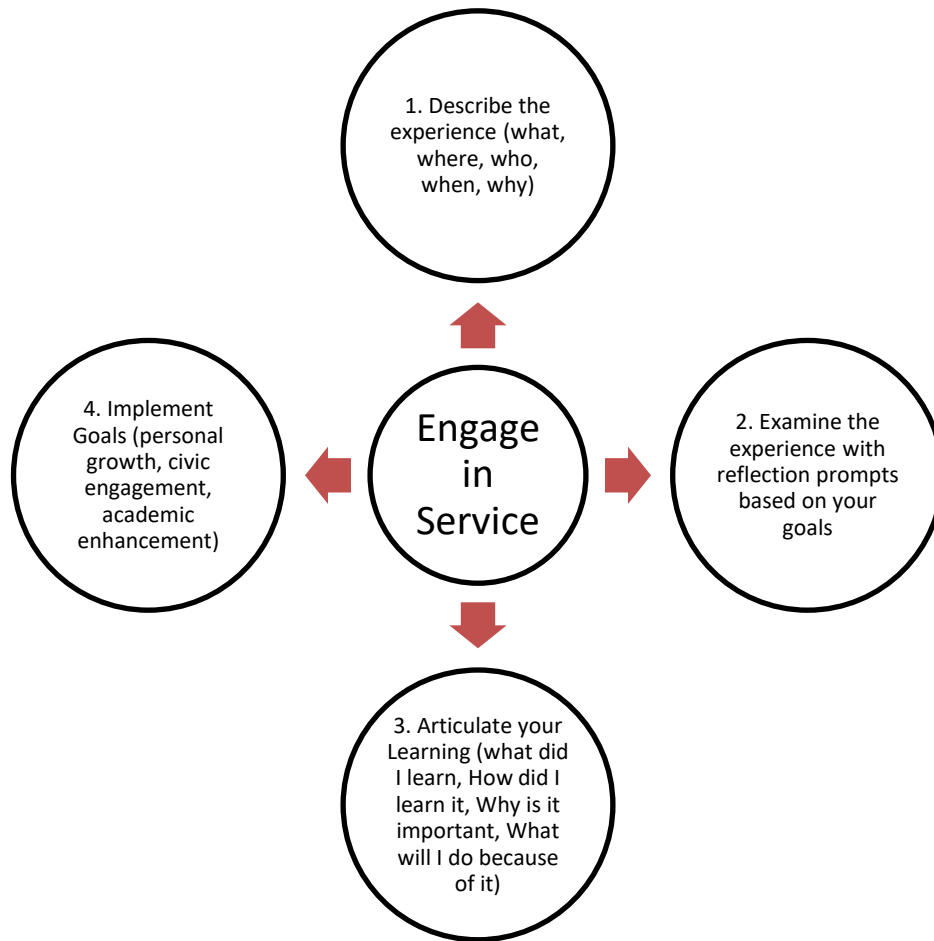 1. Describe the
experience (what,
where, who,
when, why)
4. Implement
Goals (personal
growth, civic
engagement,
academic
enhancement)
Engage
in
Service
2. Examine the
experience with
reflection prompts
based on your
goals
3. Articulate your
Learning (what did
I learn, How did I
learn it, Why is it
important, What
will I do because
of it)